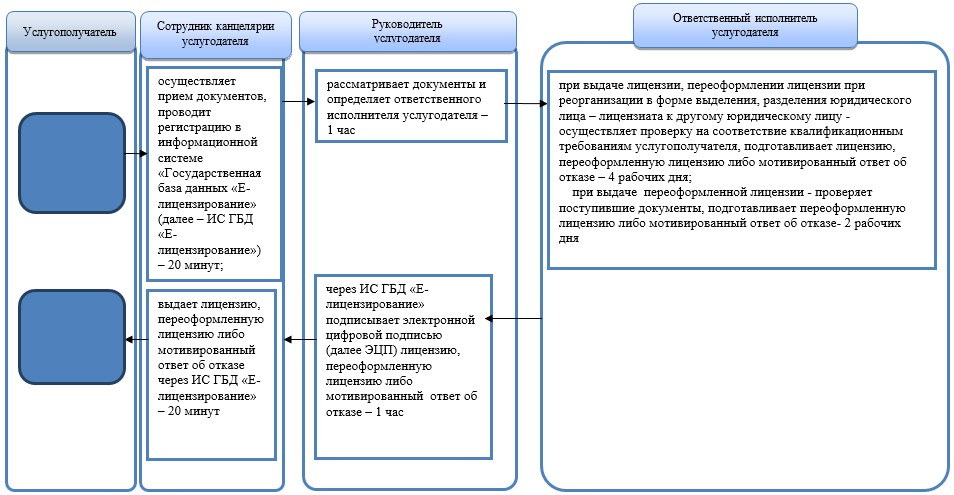 Услугополучатель
Сотрудник канцелярии
услугодателя
Руководитель
услугодателя
Ответственный исполнитель
услугодателя
осуществляет
прием документов,
проводит
регистрацию в
информационной
системе
«Государственная
база данных «Е-
лицензирование»
(далее – ИС ГБД
«Е-
лицензирование»)
– 20 минут;
рассматривает документы и
определяет ответственного
исполнителя услугодателя –
1 час
при выдаче лицензии, переоформлении лицензии при
реорганизации в форме выделения, разделения юридического
лица – лицензиата к другому юридическому лицу -
осуществляет проверку на соответствие квалификационным
требованиям услугополучателя, подготавливает лицензию,
переоформленную лицензию либо мотивированный ответ об
отказе – 4 рабочих дня;
при выдаче переоформленной лицензии - проверяет
поступившие документы, подготавливает переоформленную
лицензию либо мотивированный ответ об отказе- 2 рабочих
дня
через ИС ГБД «Е-
лицензирование»
подписывает электронной
цифровой подписью
(далее ЭЦП) лицензию,
переоформленную
лицензию либо
мотивированный ответ об
отказе – 1 час
выдает лицензию,
переоформленную
лицензию либо
мотивированный
ответ об отказе
через ИС ГБД «Е-
лицензирование»
– 20 минут